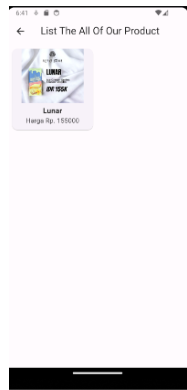 6:41
List The All Of Our Product
LUNAR
IDR 155K
Lunar
Harga Rp. 155000